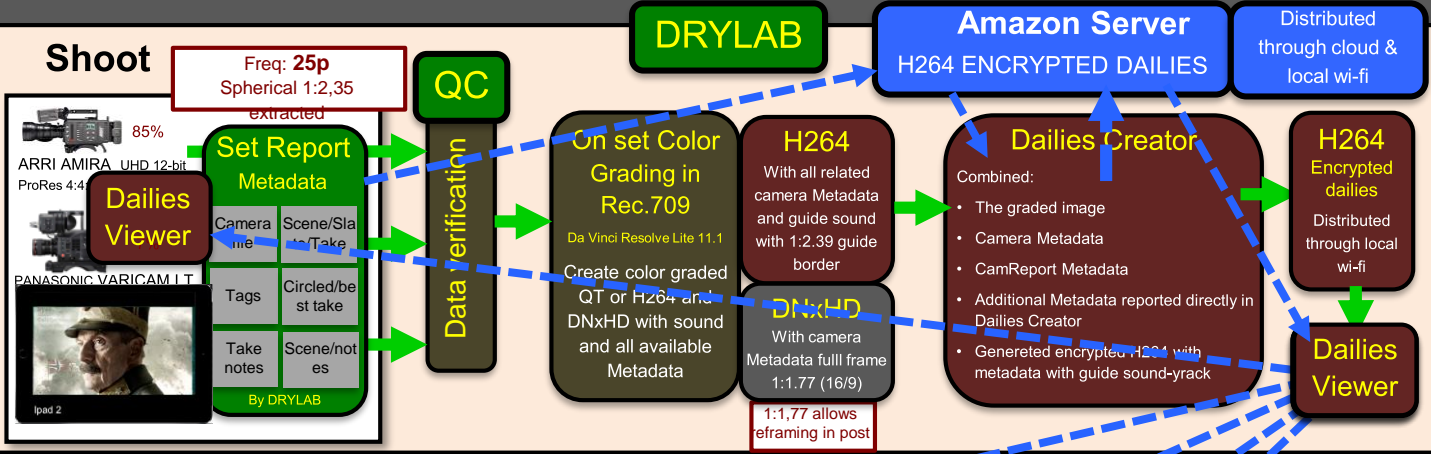 DRYLAB
Amazon Server
H264 ENCRYPTED DAILIES
Distributed
through cloud &
local wi-fi
Shoot
Freq: 25p
Spherical 1:2,35
extracted
85%
ARRI AMIRA UHD 12-bit
ProRes 4:4:
PANASONIC VARICAM LT
Dailies
Viewer
Ipad 2
Set Report
Metadata
Camera
file
Scene/Sla
te/Take
Tags
Circled/be
st take
Take
notes
Scene/not
es
By DRYLAB
QC
Data verification
On set Color
Grading in
Rec.709
Da Vinci Resolve Lite 11.1
Create color graded
QT or H264 and
DNxHD with sound
and all available
Metadata
H264
With all related
camera Metadata
and guide sound
with 1:2.39 guide
border
DNxHD
With camera
Metadata fulll frame
1:1.77 (16/9)
1:1,77 allows
reframing in post
Dailies Creator
Combined:
• The graded image
• Camera Metadata
• CamReport Metadata
• Additional Metadata reported directly in
Dailies Creator
• Genereted encrypted H264 with
metadata with guide sound-yrack
H264
Encrypted
dailies
Distributed
through local
wi-fi
Dailies
Viewer